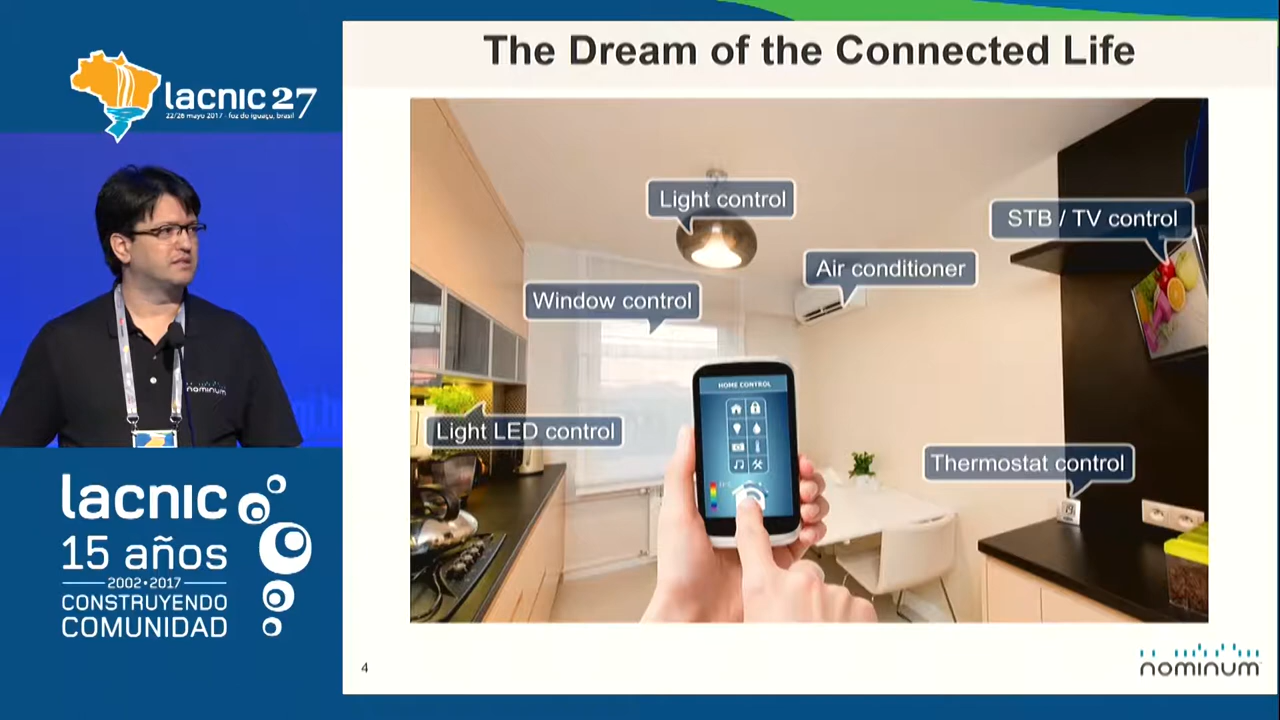 lacnic 27
22/26 mayo 2017 - foz do iguaçu, brasil
nominum
lacnic
15 años
2002•2017
CONSTRUYENDO
COMUNIDAD
The Dream of the Connected Life
Light control
STB / TV control
Air conditioner
Window control
HOME CONTROL
Light LED control
Thermostat control
4
nominum